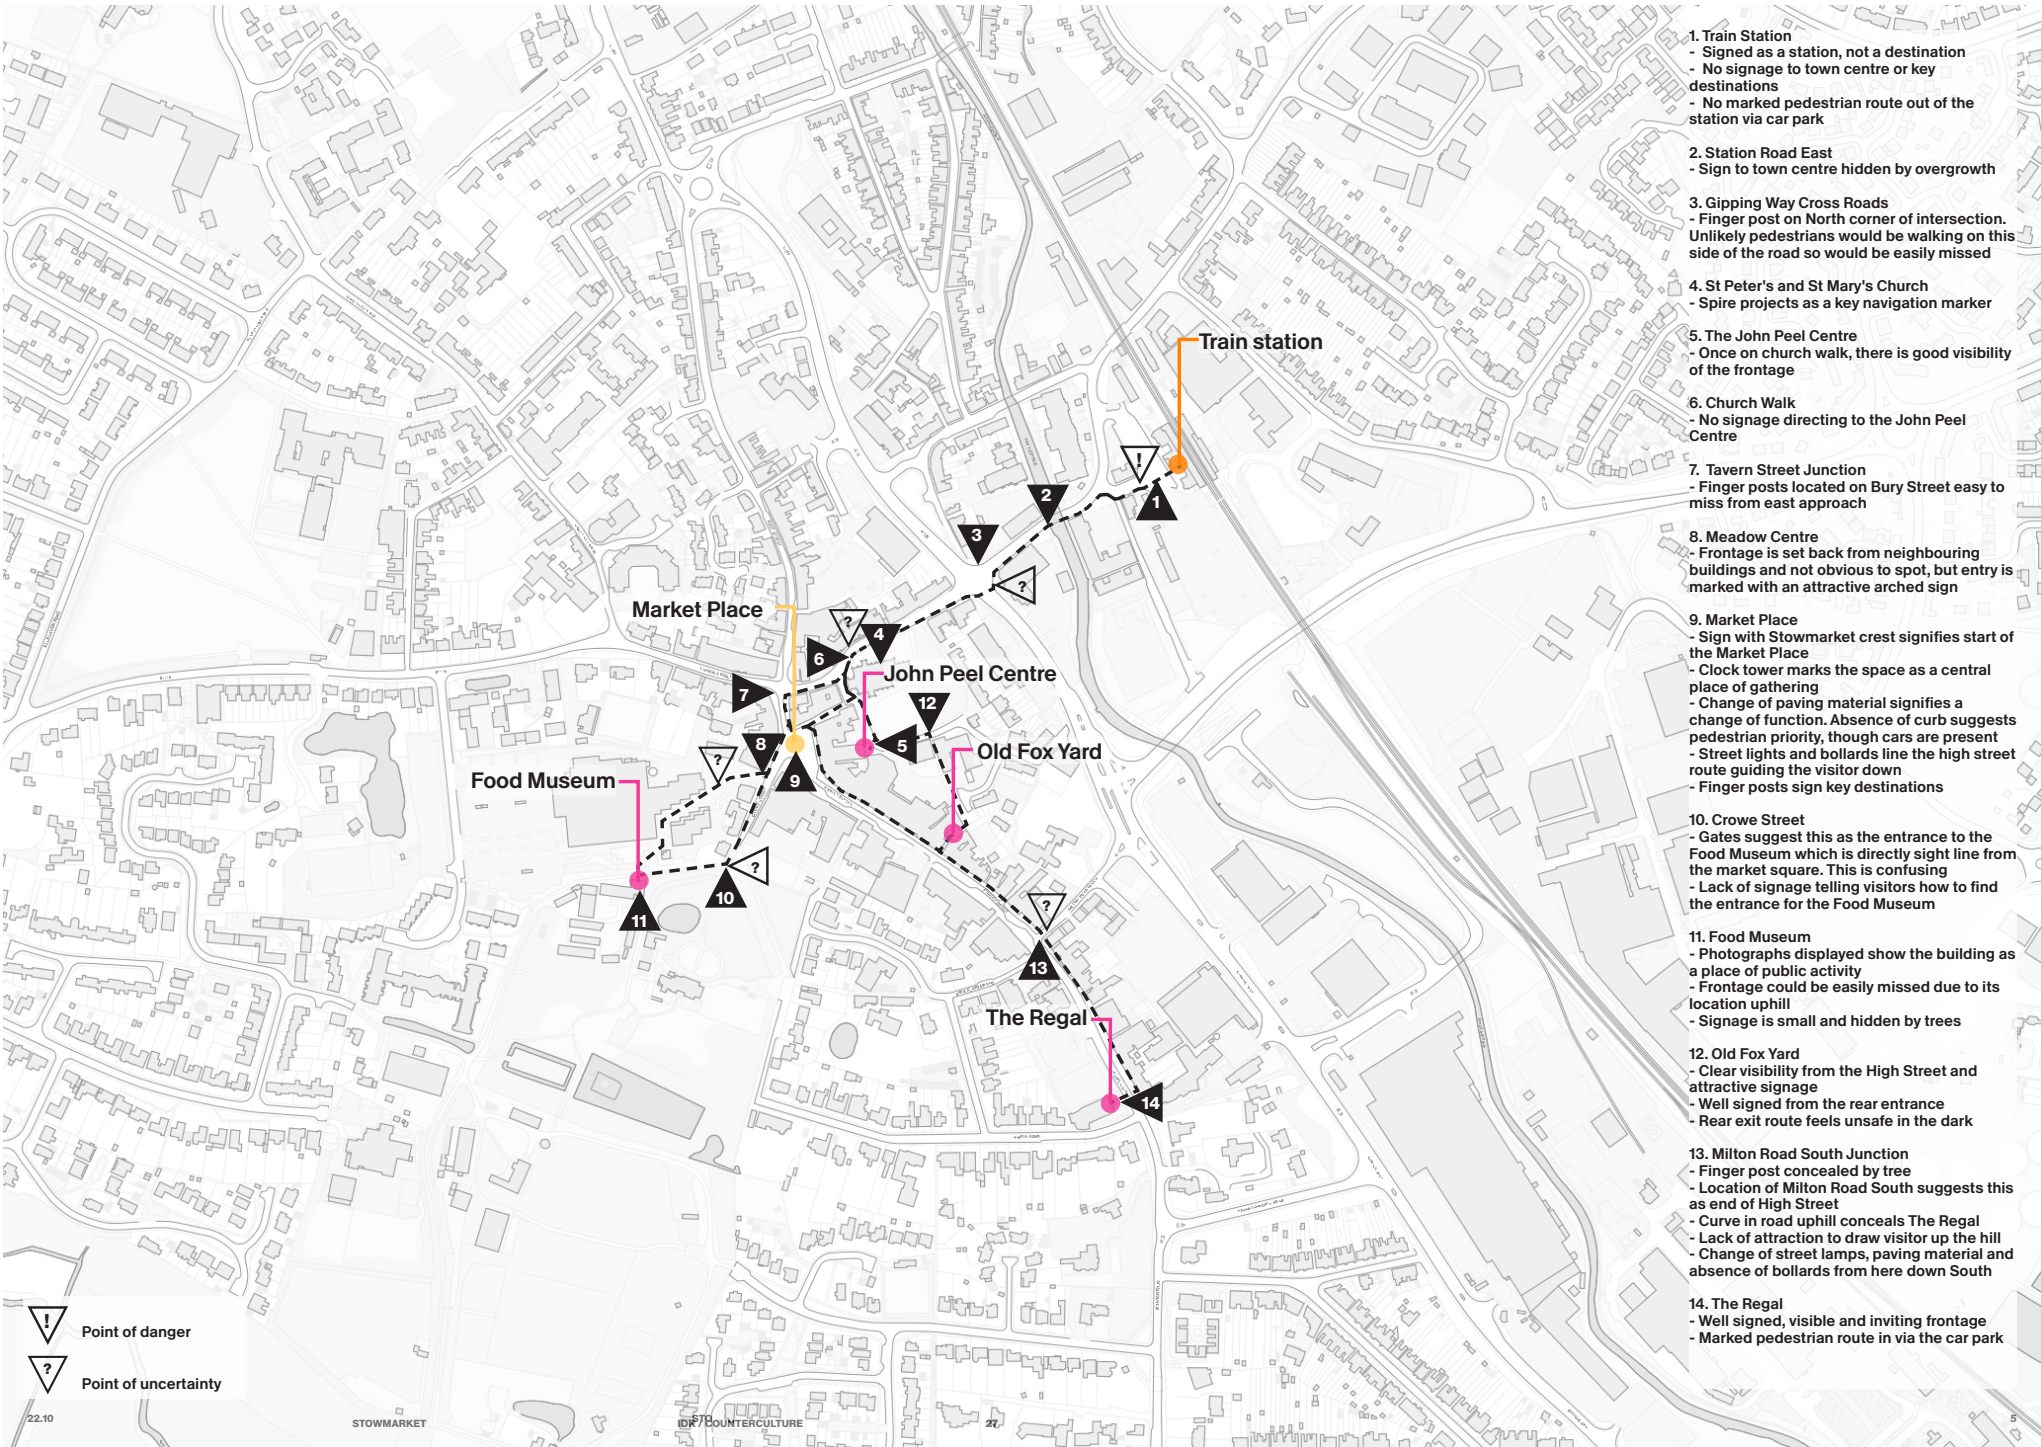 Train station
Market Place
John Peel Centre
Old Fox Yard
Food Museum
The Regal
!
1
2
3
?
?
4
6
7
12
5
8
?
9
?
10
11
?
13
14
!
Point of danger
?
Point of uncertainty
1. Train Station
- Signed as a station, not a destination
- No signage to town centre or key
destinations
- No marked pedestrian route out of the
station via car park
2. Station Road East
- Sign to town centre hidden by overgrowth
3. Gipping Way Cross Roads
- Finger post on North corner of intersection.
Unlikely pedestrians would be walking on this
side of the road so would be easily missed
4. St Peter's and St Mary's Church
- Spire projects as a key navigation marker
5. The John Peel Centre
- Once on church walk, there is good visibility
of the frontage
6. Church Walk
- No signage directing to the John Peel
Centre
7. Tavern Street Junction
- Finger posts located on Bury Street easy to
miss from east approach
8. Meadow Centre
- Frontage is set back from neighbouring
buildings and not obvious to spot, but entry is
marked with an attractive arched sign
9. Market Place
- Sign with Stowmarket crest signifies start of
the Market Place
- Clock tower marks the space as a central
place of gathering
- Change of paving material signifies a
change of function. Absence of curb suggests
pedestrian priority, though cars are present
- Street lights and bollards line the high street
route guiding the visitor down
- Finger posts sign key destinations
10. Crowe Street
- Gates suggest this as the entrance to the
Food Museum which is directly sight line from
the market square. This is confusing
- Lack of signage telling visitors how to find
the entrance for the Food Museum
11. Food Museum
- Photographs displayed show the building as
a place of public activity
- Frontage could be easily missed due to its
location uphill
- Signage is small and hidden by trees
12. Old Fox Yard
- Clear visibility from the High Street and
attractive signage
- Well signed from the rear entrance
- Rear exit route feels unsafe in the dark
13. Milton Road South Junction
- Finger post concealed by tree
- Location of Milton Road South suggests this
as end of High Street
- Curve in road uphill conceals The Regal
- Lack of attraction to draw visitor up the hill
- Change of street lamps, paving material and
absence of bollards from here down South
14. The Regal
- Well signed, visible and inviting frontage
- Marked pedestrian route in via the car park
22.10
STOWMARKET
STO
IDK / COUNTERCULTURE
27
5